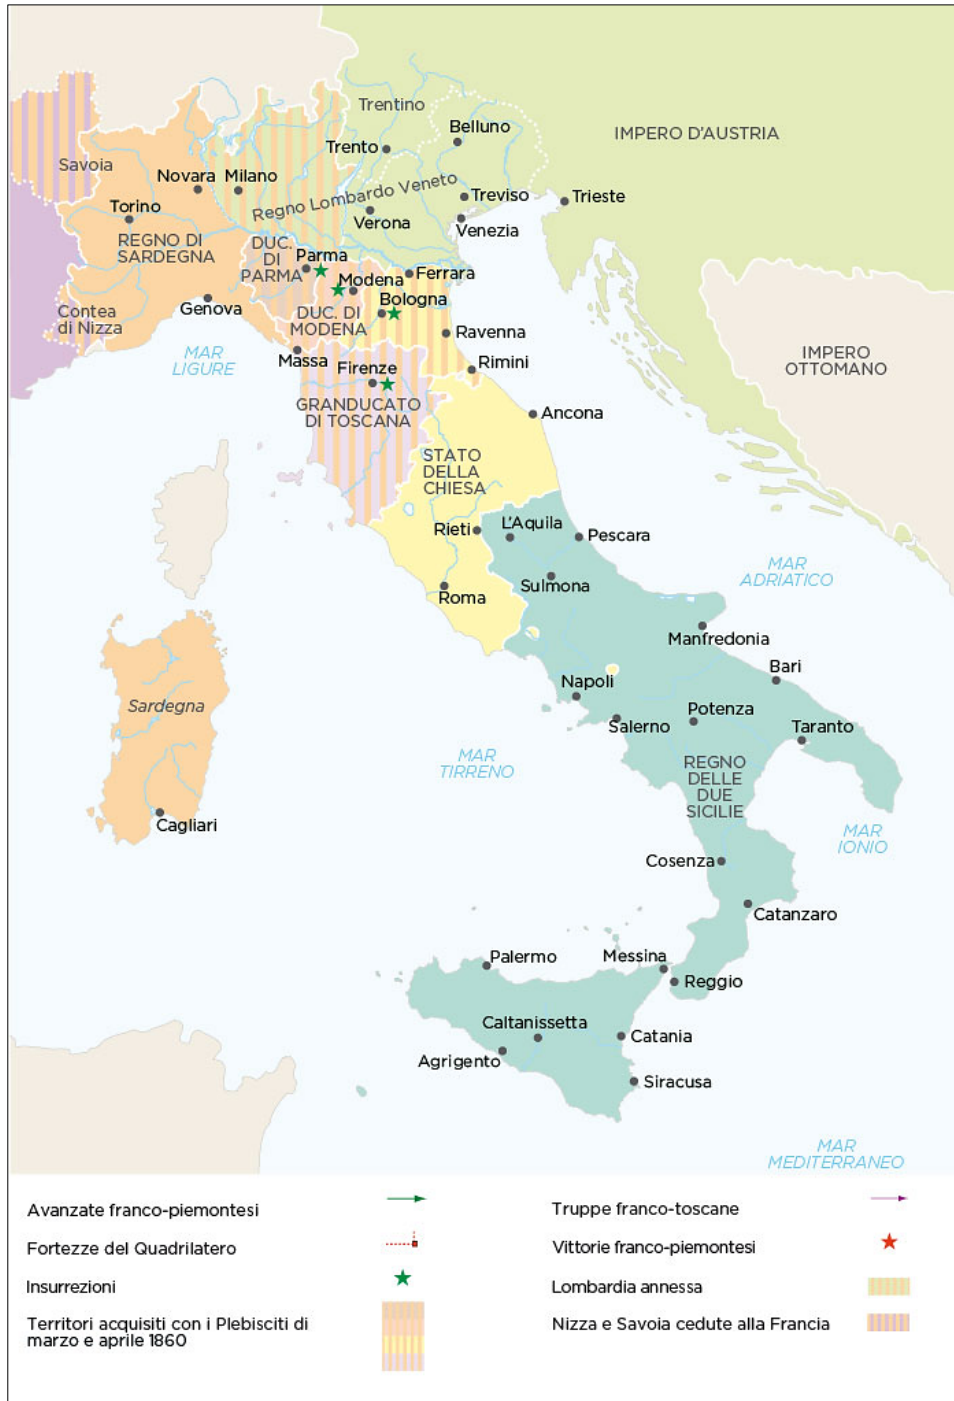 Trentino
Belluno
IMPERO D'AUSTRIA
Trento
Savoia
Novara
Milano
Regno Lombardo Veneto
Treviso
Trieste
Torino
Verona
Venezia
REGNO DI
SARDEGNA
DUC.
DI
PARMA
Parma
Ferrara
Modena
Bologna
Contea
di Nizza
Genova
DUC. DI
MODENA
Ravenna
MAR
LIGURE
Massa
Firenze
Rimini
IMPERO
OTTOMANO
GRANDUCATO
DI TOSCANA
Ancona
STATO
DELLA
CHIESA
Rieti
L'Aquila
Pescara
MAR
ADRIATICO
Sulmona
Roma
Manfredonia
Bari
Napoli
Sardegna
Potenza
Salerno
Taranto
MAR
TIRRENO
REGNO
DELLE
DUE
SICILIE
Cagliari
MAR
IONIO
Cosenza
Catanzaro
Palermo
Messina
Reggio
Caltanissetta
Catania
Agrigento
Siracusa
MAR
MEDITERRANEO
Avanzate franco-piemontesi
Fortezze del Quadrilatero
Insurrezioni
Territori acquisiti con i Plebisciti di
marzo e aprile 1860
Truppe franco-toscane
Vittorie franco-piemontesi
Lombardia annessa
Nizza e Savoia cedute alla Francia